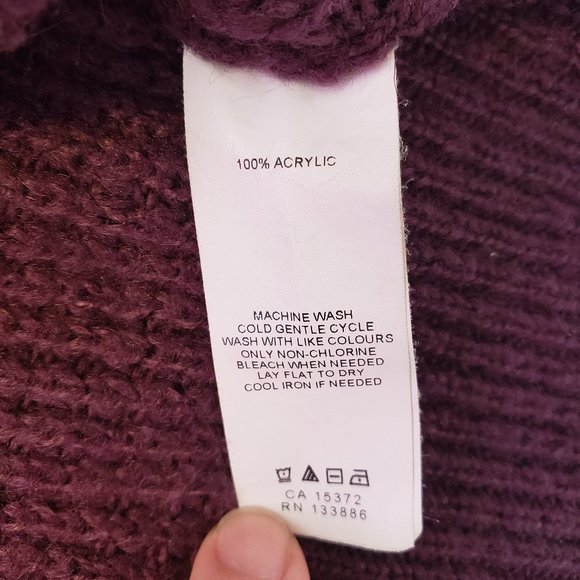 100% ACRYLIC
MACHINE WASH
COLD GENTLE CYCLE
WASH WITH LIKE COLOURS
ONLY NON-CHLORINE
BLEACH WHEN NEEDED
LAY FLAT TO DRY
COOL IRON IF NEEDED
CA 15372
RN 133886